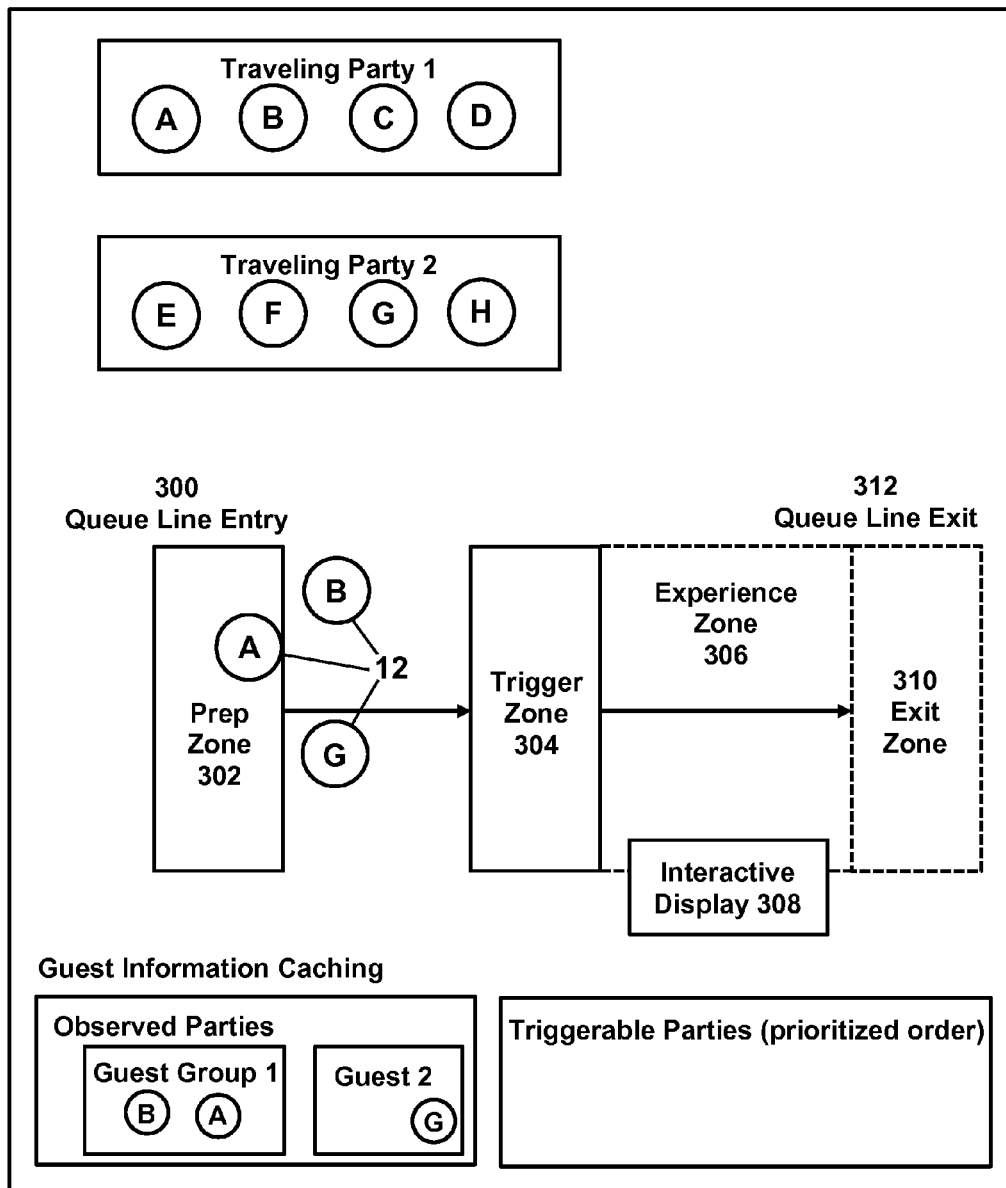 Traveling Party 1
A B C D
Traveling Party 2
E F G H
300
Queue Line Entry
312
Queue Line Exit
B
A
12
G
Prep
Zone
302
Trigger
Zone
304
Experience
Zone
306
310
Exit
Zone
Interactive
Display 308
Guest Information Caching
Observed Parties
Guest Group 1
B A
Guest 2
G
Triggerable Parties (prioritized order)